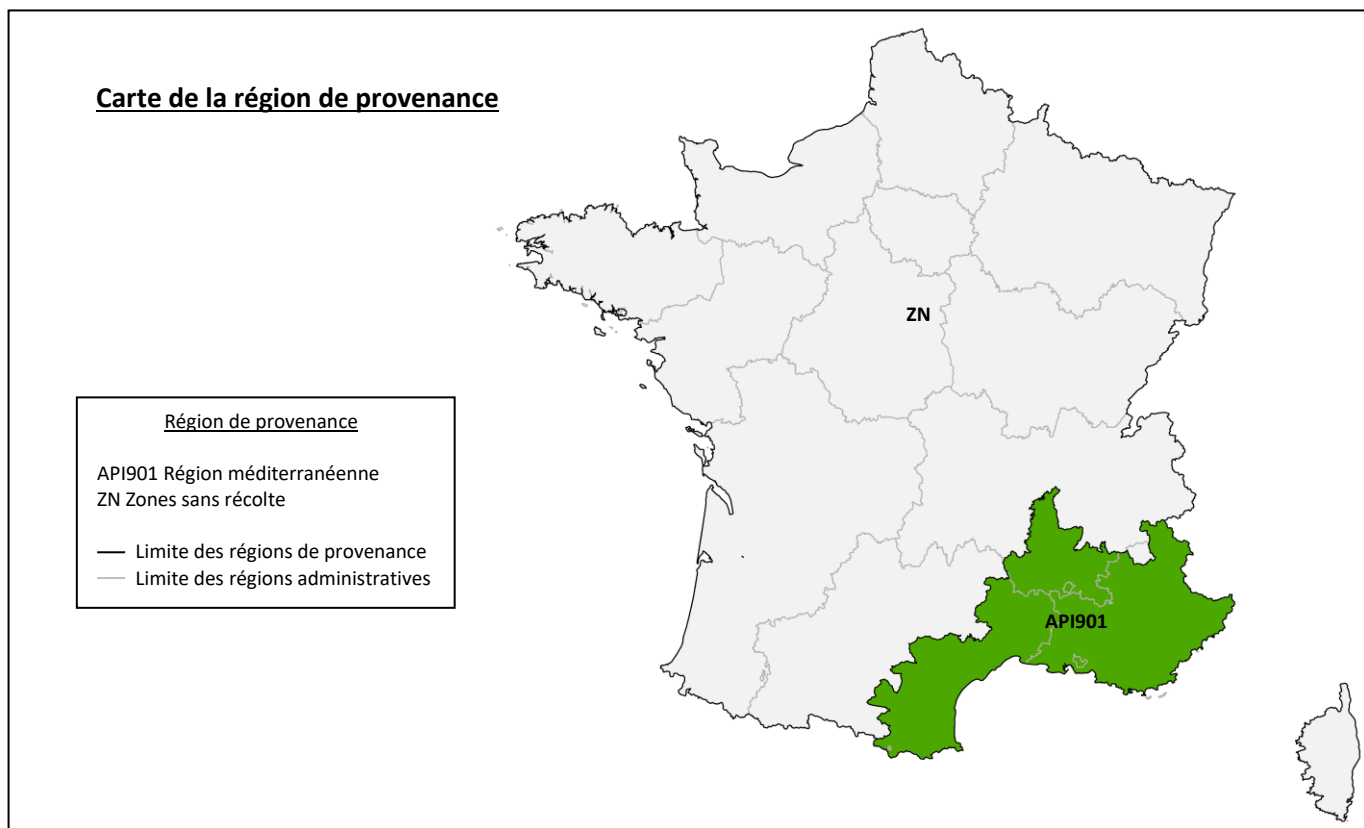 Carte de la région de provenance
ZN
Région de provenance
API901 Région méditerranéenne
ZN Zones sans récolte
Limite des régions de provenance
Limite des régions administratives
API901